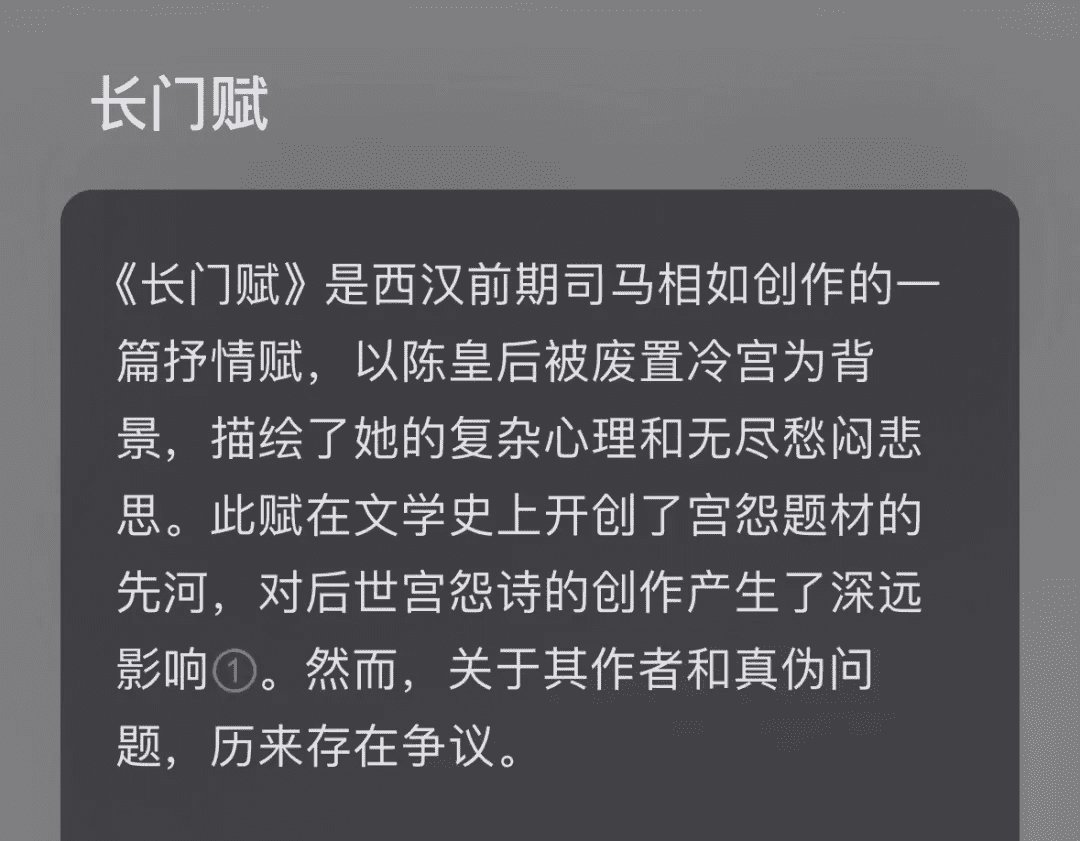 长门赋
《长门赋》是西汉前期司马相如创作的一
篇抒情赋，以陈皇后被废置冷宫为背
景，描绘了她的复杂心理和无尽愁闷悲
思。此赋在文学史上开创了宫怨题材的
先河，对后世宫怨诗的创作产生了深远
影响①。然而，关于其作者和真伪问
题，历来存在争议。